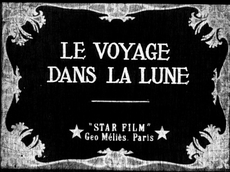 LE VOYAGE
DANS LA LUNE
"STAR FILM"
Geo Méliès. Paris